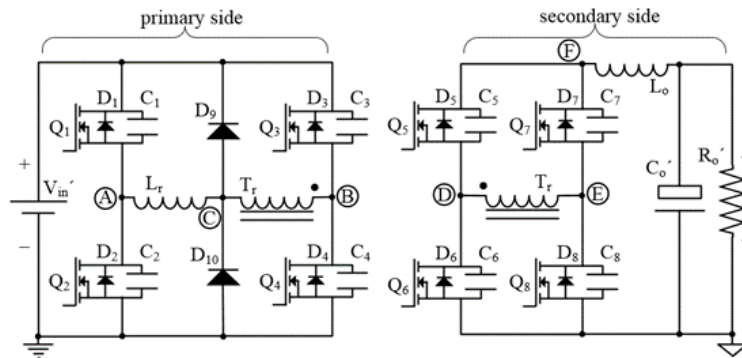 primary side
secondary side
F
D₁ C₁ D₃ C₃ D₅ C₅ D₇ C₇ Lₒ
Q₁ D₉ Q₃ Q₅ Q₇
+ Vᵢₙ´ −
A Lᵣ C Tᵣ B
D Tᵣ E
Cₒ´ Rₒ´
D₂ C₂ D₁₀ D₄ C₄ D₆ C₆ D₈ C₈
Q₂ Q₄ Q₆ Q₈